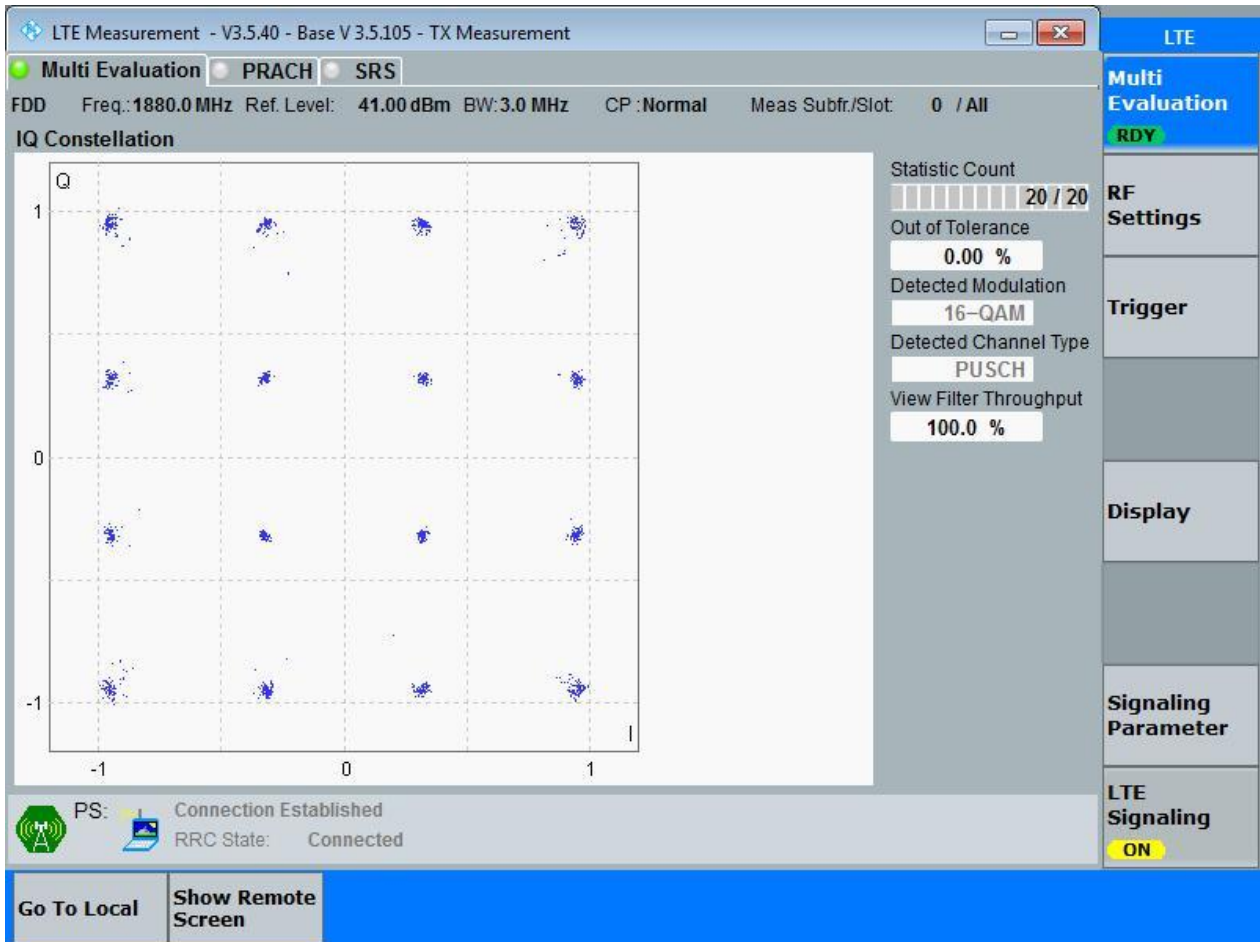 LTE Measurement - V3.5.40 - Base V 3.5.105 - TX Measurement
LTE
Multi Evaluation PRACH SRS
Multi
Evaluation
RDY
FDD Freq.: 1880.0 MHz Ref. Level: 41.00 dBm BW: 3.0 MHz CP : Normal Meas Subfr./Slot: 0 / All
IQ Constellation
Q
1
0
-1
I
-1 0 1
Statistic Count
20 / 20
Out of Tolerance
0.00 %
Detected Modulation
16-QAM
Detected Channel Type
PUSCH
View Filter Throughput
100.0 %
RF
Settings
Trigger
Display
Signaling
Parameter
LTE
Signaling
ON
PS: Connection Established
RRC State: Connected
Go To Local
Show Remote
Screen